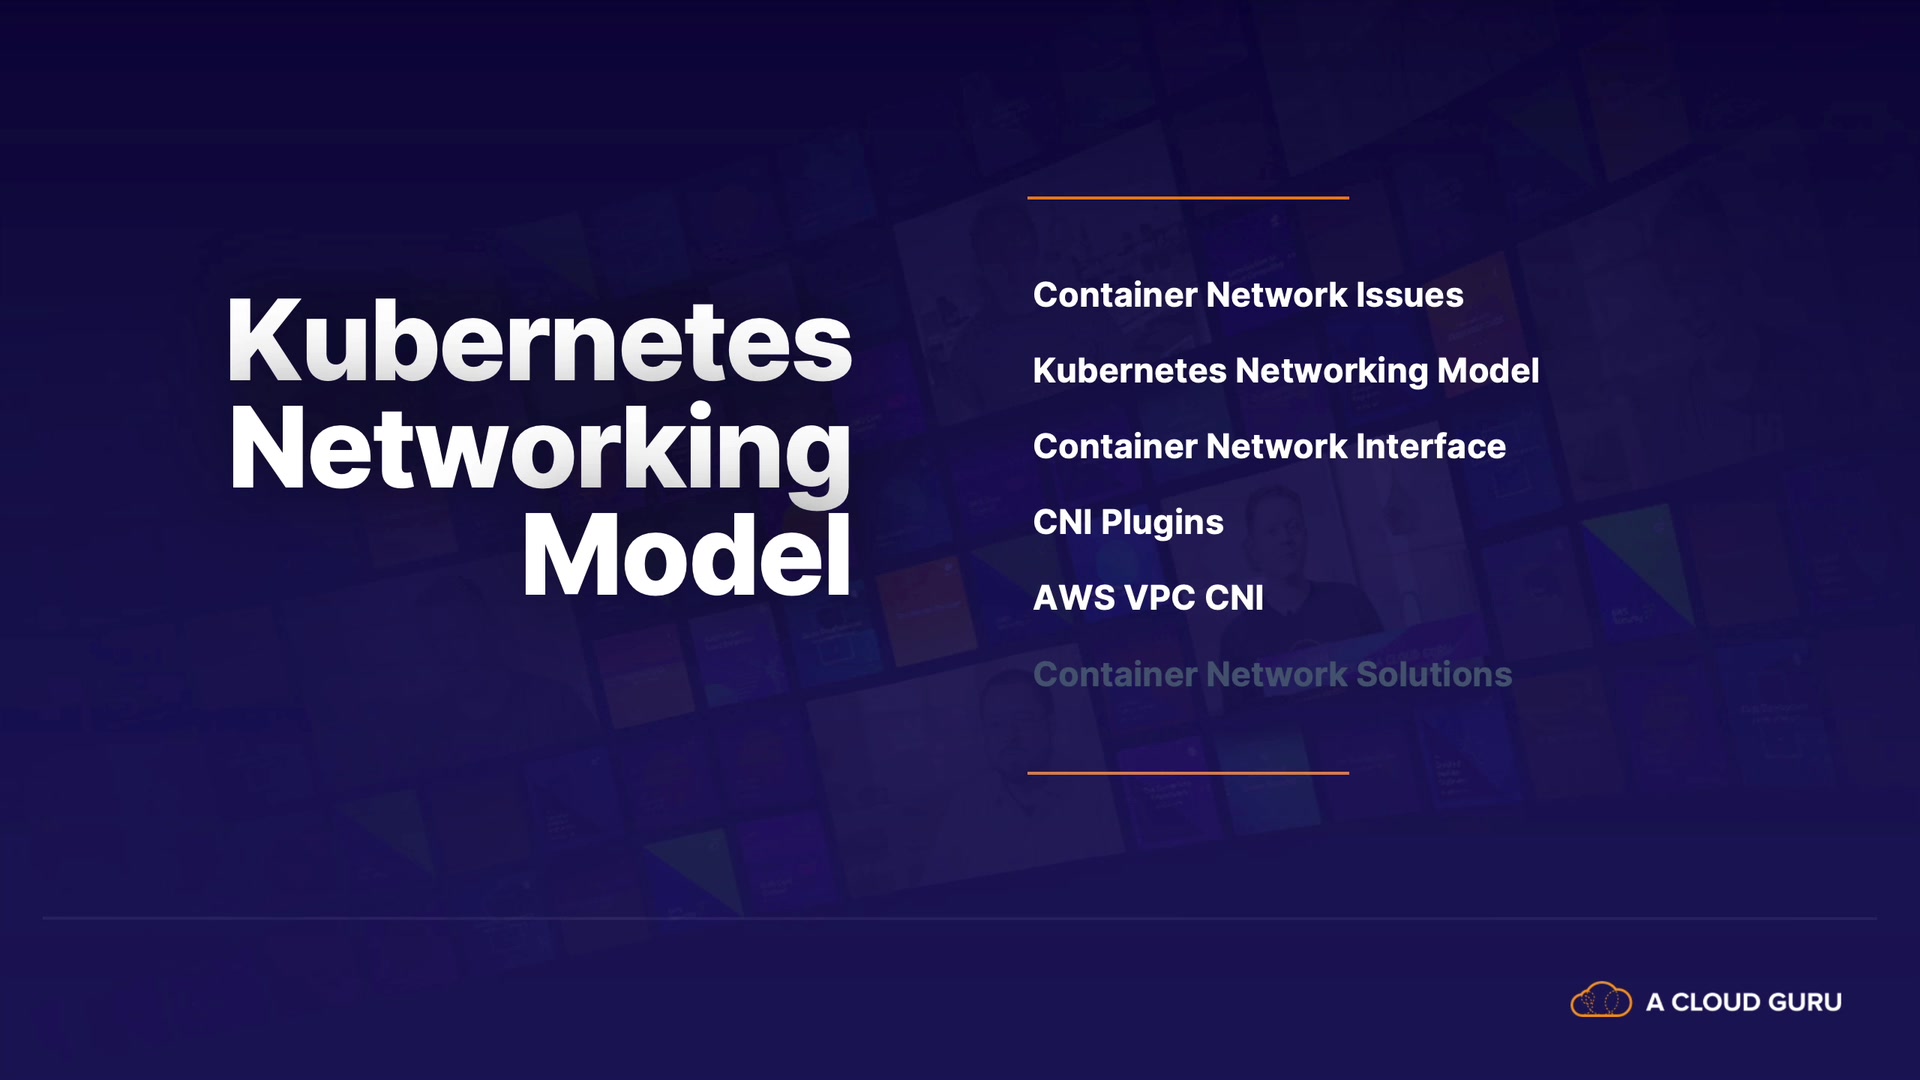 Kubernetes
Networking
Model
Container Network Issues
Kubernetes Networking Model
Container Network Interface
CNI Plugins
AWS VPC CNI
Container Network Solutions
A CLOUD GURU